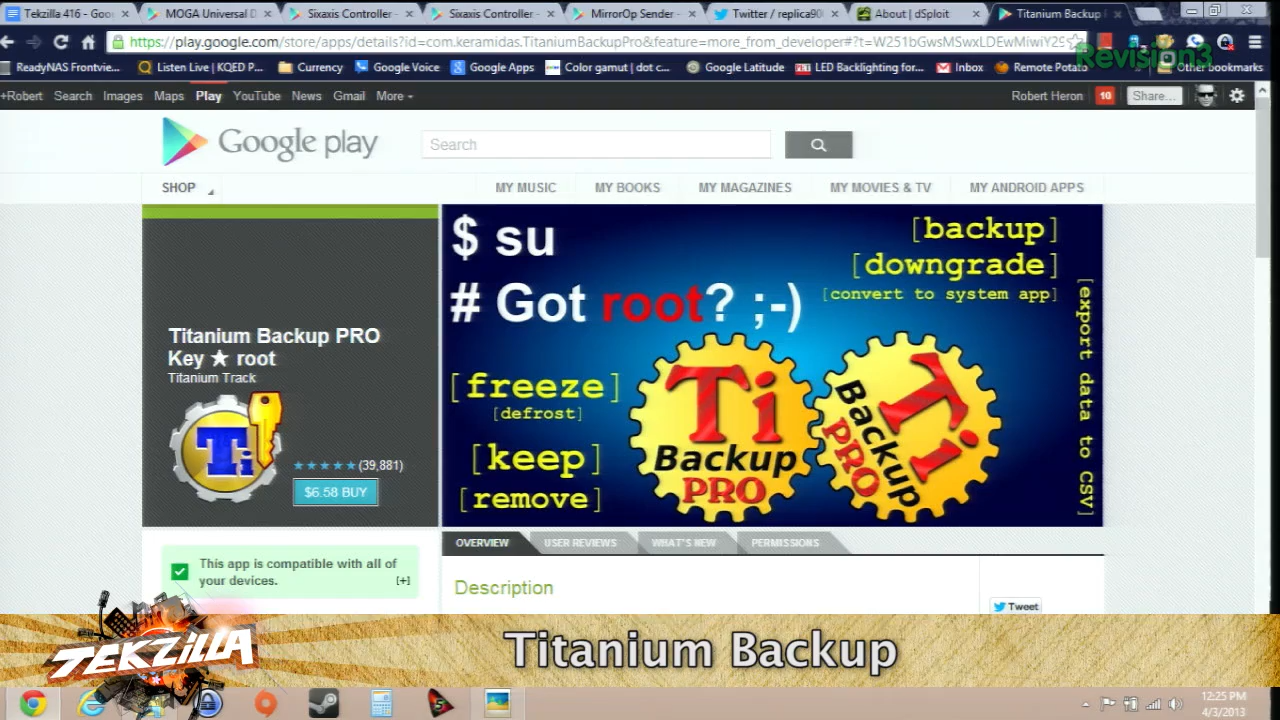 Tekzilla 416 - Goo
MOGA Universal D
Sixaxis Controller
Sixaxis Controller -
MirrorOp Sender -
Twitter / replica90
About | dSploit
Titanium Backup
https://play.google.com/store/apps/details?id=com.keramidas.TitaniumBackupPro&feature=more_from_developer#?t=W251bGwsMSwxLDEwMiwiY29
ReadyNAS Frontvie...
Listen Live | KQED P...
Currency
Google Voice
Google Apps
Color gamut | dot c...
Google Latitude
PET LED Backlighting for...
Inbox
Remote Potato
Other bookmarks
Revision3
+Robert Search Images Maps Play YouTube News Gmail More
Robert Heron 10 Share...
Google play
Search
SHOP
MY MUSIC
MY BOOKS
MY MAGAZINES
MY MOVIES & TV
MY ANDROID APPS
Titanium Backup PRO
Key ★ root
Titanium Track
Ti
★★★★★ (39,881)
$6.58 BUY
$ su
# Got root? ;-)
[backup]
[downgrade]
[convert to system app]
[export data to CSV]
[freeze]
[defrost]
[keep]
[remove]
Ti
Backup
PRO
Ti
Backup
PRO
OVERVIEW
USER REVIEWS
WHAT'S NEW
PERMISSIONS
This app is compatible with all of
your devices.
[+]
Description
Tweet
TEKZILLA
Titanium Backup
12:25 PM
4/3/2013